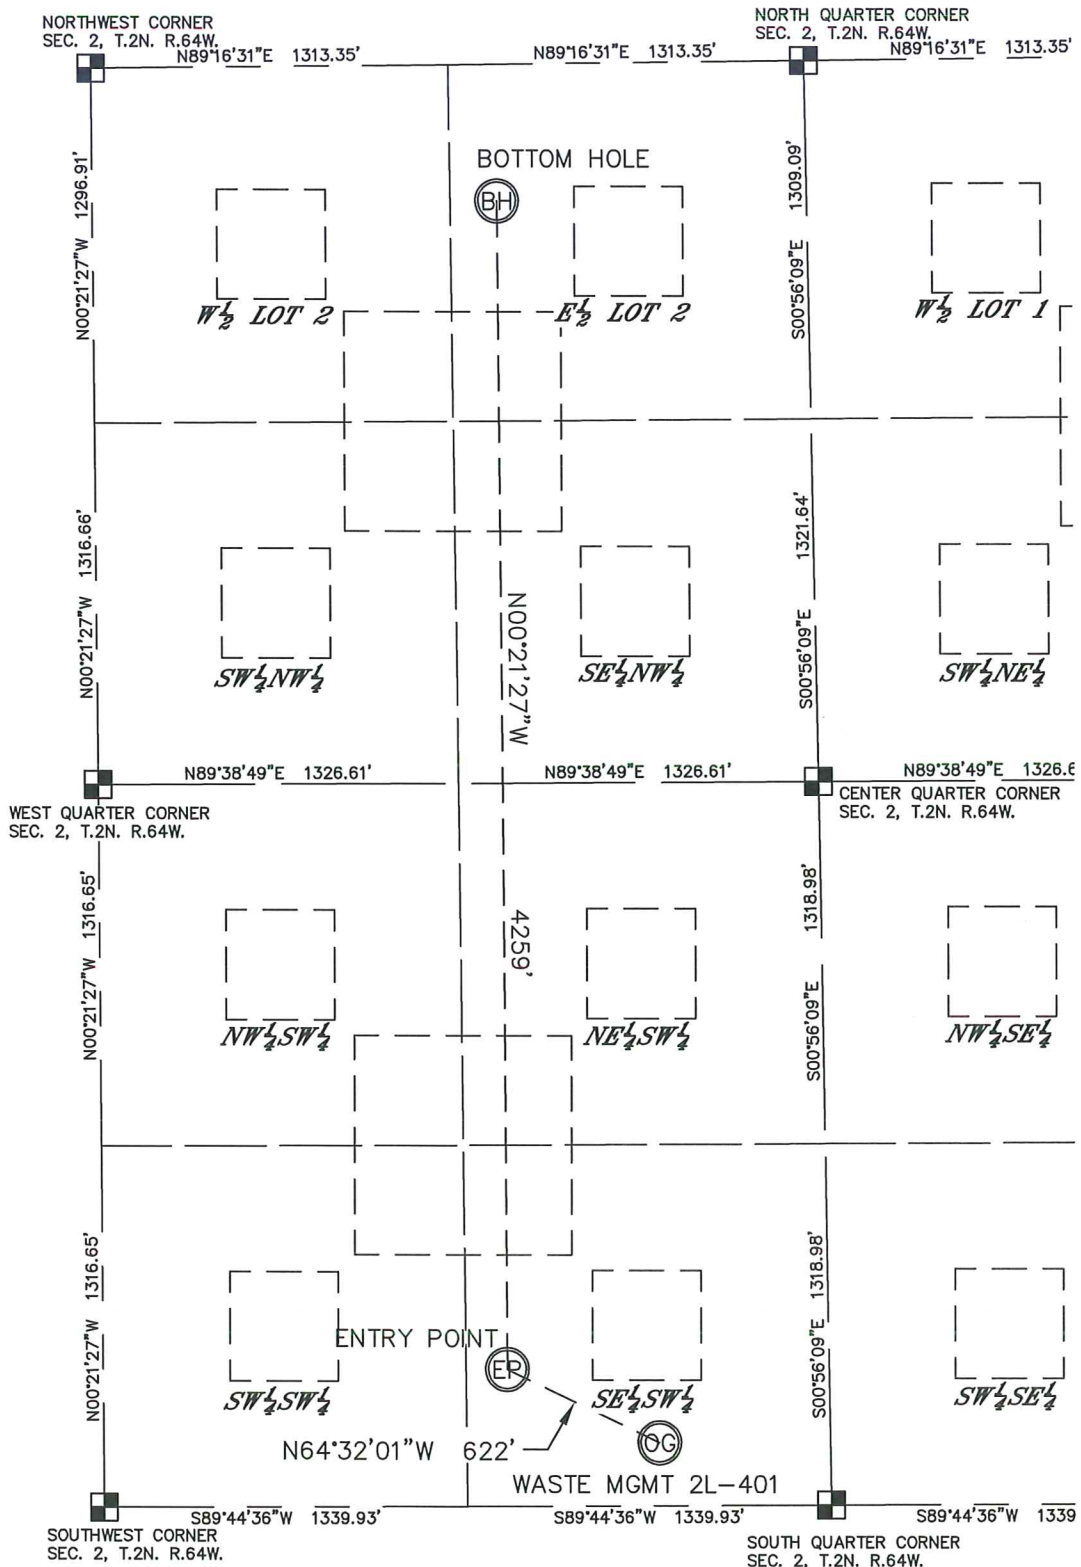 NORTHWEST CORNER
SEC. 2, T.2N. R.64W.
NORTH QUARTER CORNER
SEC. 2, T.2N. R.64W.
N89°16'31"E 1313.35'
N89°16'31"E 1313.35'
N89°16'31"E 1313.35'
N00°21'27"W 1296.91'
BOTTOM HOLE
BH
S00°56'09"E 1309.09'
W½ LOT 2
E½ LOT 2
W½ LOT 1
N00°21'27"W 1316.66'
S00°56'09"E 1321.64'
SW¼NW¼
SE¼NW¼
SW¼NE¼
N00°21'27"W
N89°38'49"E 1326.61'
N89°38'49"E 1326.61'
N89°38'49"E 1326.6
WEST QUARTER CORNER
SEC. 2, T.2N. R.64W.
CENTER QUARTER CORNER
SEC. 2, T.2N. R.64W.
N00°21'27"W 1316.65'
4259'
S00°56'09"E 1318.98'
NW¼SW¼
NE¼SW¼
NW¼SE¼
N00°21'27"W 1316.65'
S00°56'09"E 1318.98'
ENTRY POINT
EP
SW¼SW¼
SE¼SW¼
SW¼SE¼
N64°32'01"W 622'
OG
WASTE MGMT 2L-401
S89°44'36"W 1339.93'
S89°44'36"W 1339.93'
S89°44'36"W 1339
SOUTHWEST CORNER
SEC. 2, T.2N. R.64W.
SOUTH QUARTER CORNER
SEC. 2, T.2N. R.64W.